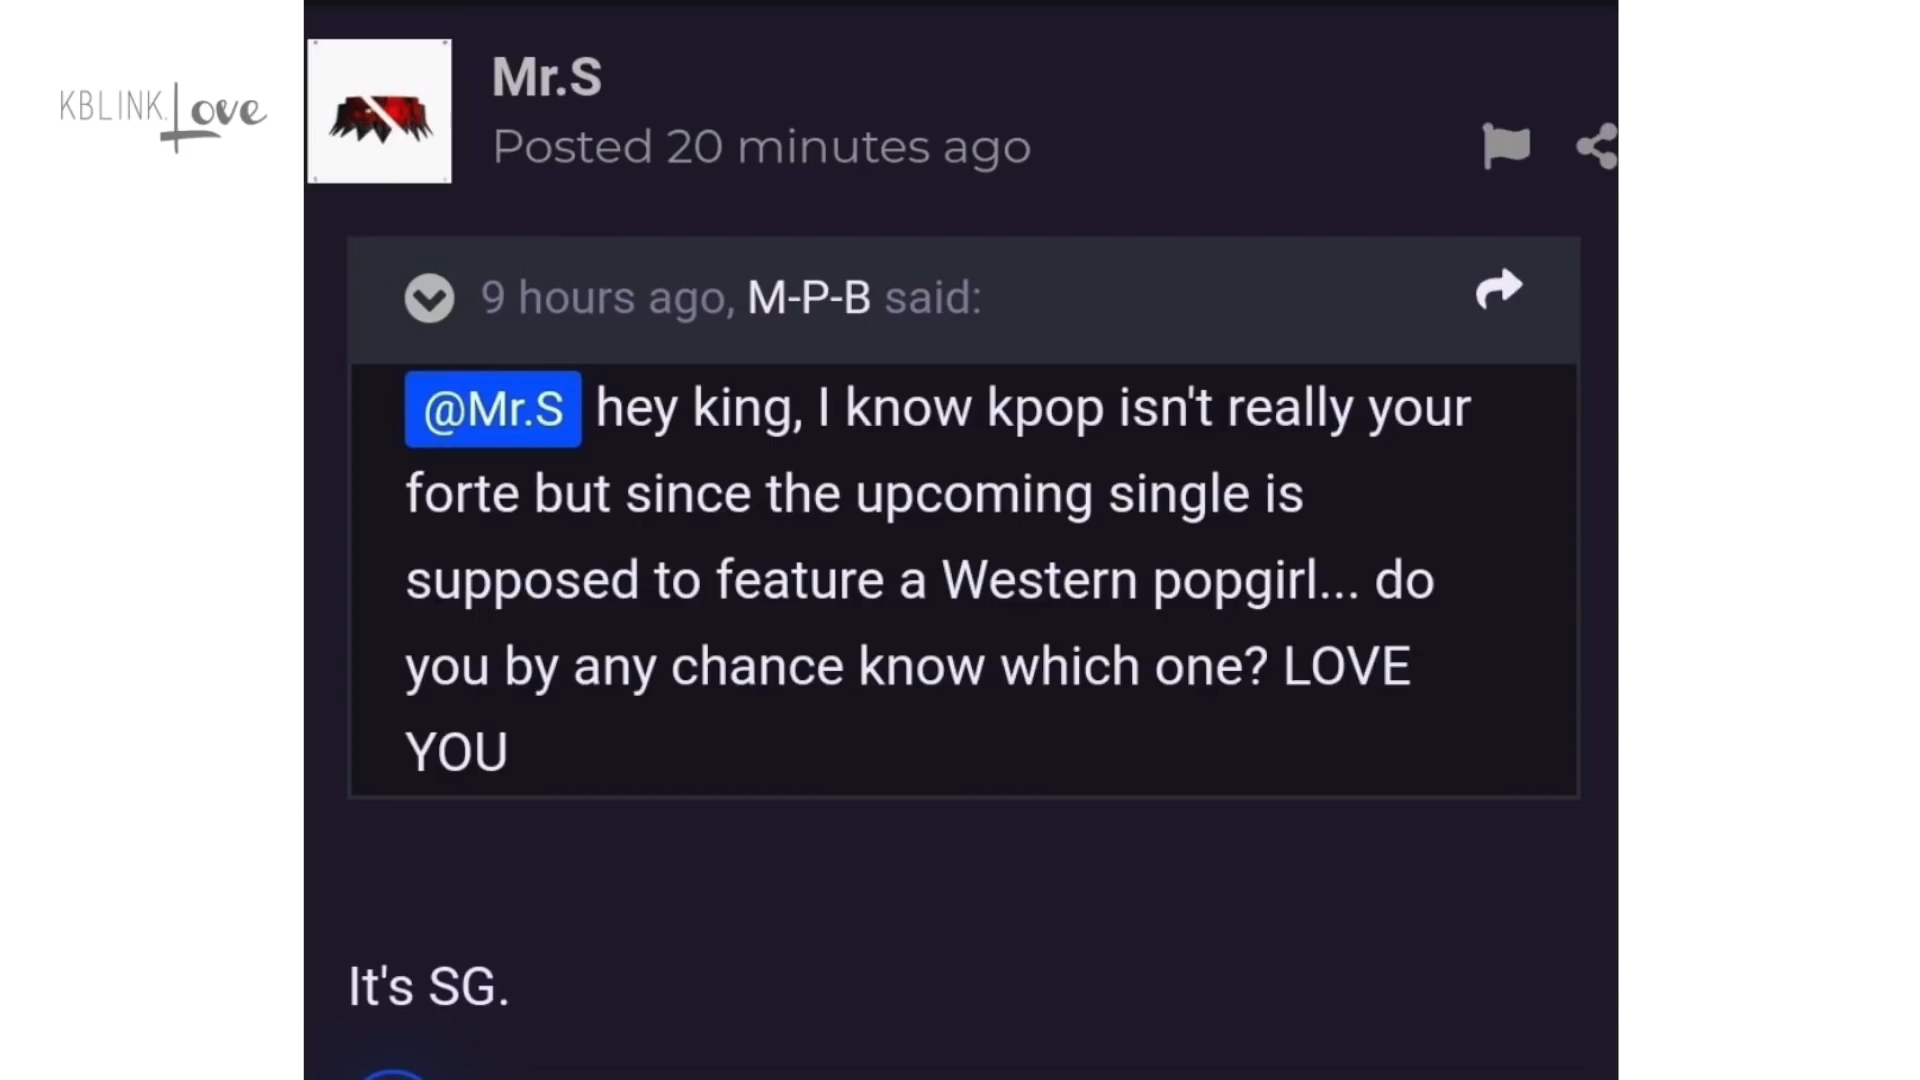 KBLINK. Love
Mr.S
Posted 20 minutes ago
9 hours ago, M-P-B said:
@Mr.S hey king, I know kpop isn't really your
forte but since the upcoming single is
supposed to feature a Western popgirl... do
you by any chance know which one? LOVE
YOU
It's SG.